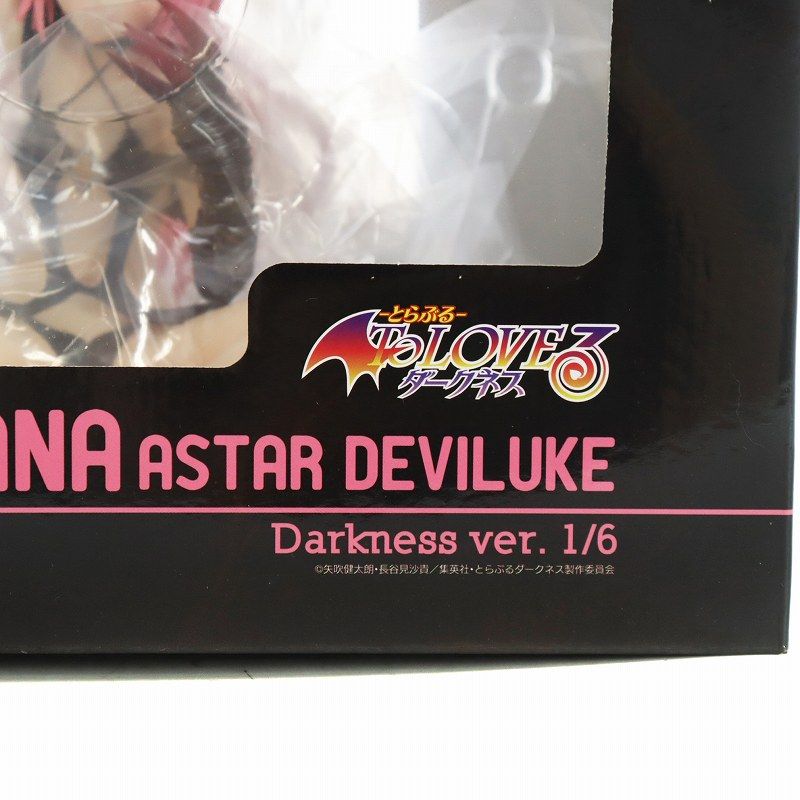 -とらぶる-
To LOVEる
ダークネス
ANA ASTAR DEVILUKE
Darkness ver. 1/6
©矢吹健太朗・長谷見沙貴／集英社・とらぶるダークネス製作委員会